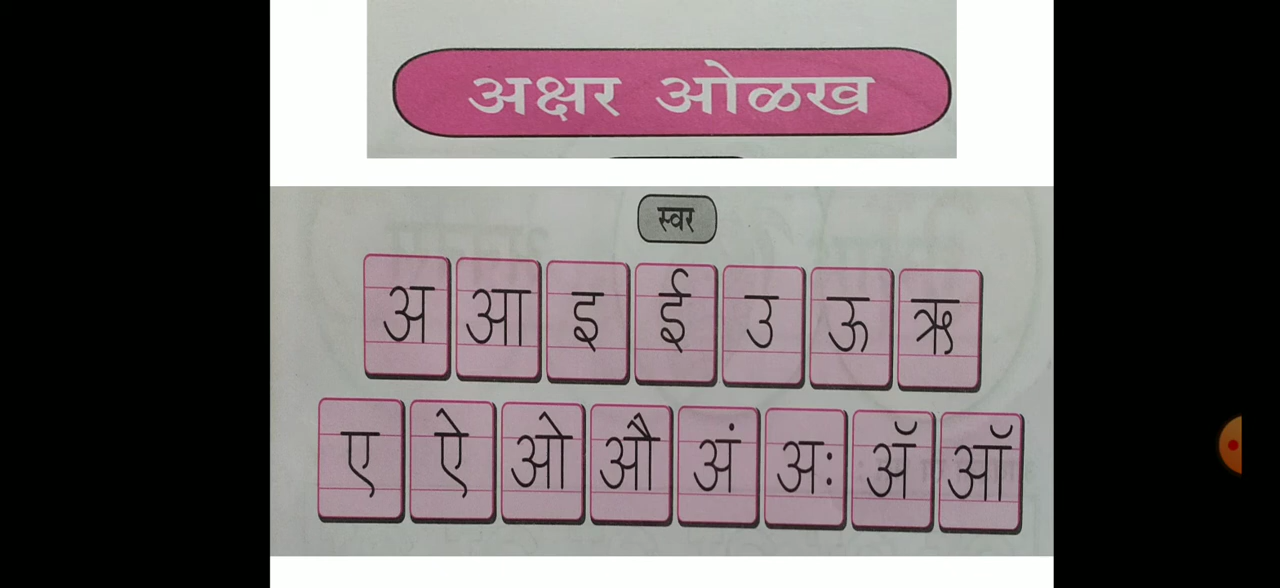 अक्षर ओळख
स्वर
अ आ इ ई उ ऊ ऋ
ए ऐ ओ औ अं अः ॲ ऑ